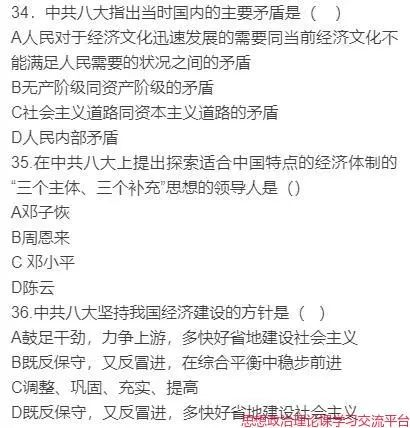 34．中共八大指出当时国内的主要矛盾是（　）
A人民对于经济文化迅速发展的需要同当前经济文化不
能满足人民需要的状况之间的矛盾
B无产阶级同资产阶级的矛盾
C社会主义道路同资本主义道路的矛盾
D人民内部矛盾
35.在中共八大上提出探索适合中国特点的经济体制的
“三个主体、三个补充”思想的领导人是（）
A邓子恢
B周恩来
C 邓小平
D陈云
36.中共八大坚持我国经济建设的方针是（　）
A鼓足干劲，力争上游，多快好省地建设社会主义
B既反保守，又反冒进，在综合平衡中稳步前进
C调整、巩固、充实、提高
D既反保守，又反冒进，多快好省地建设社会主义
思想政治理论课学习交流平台